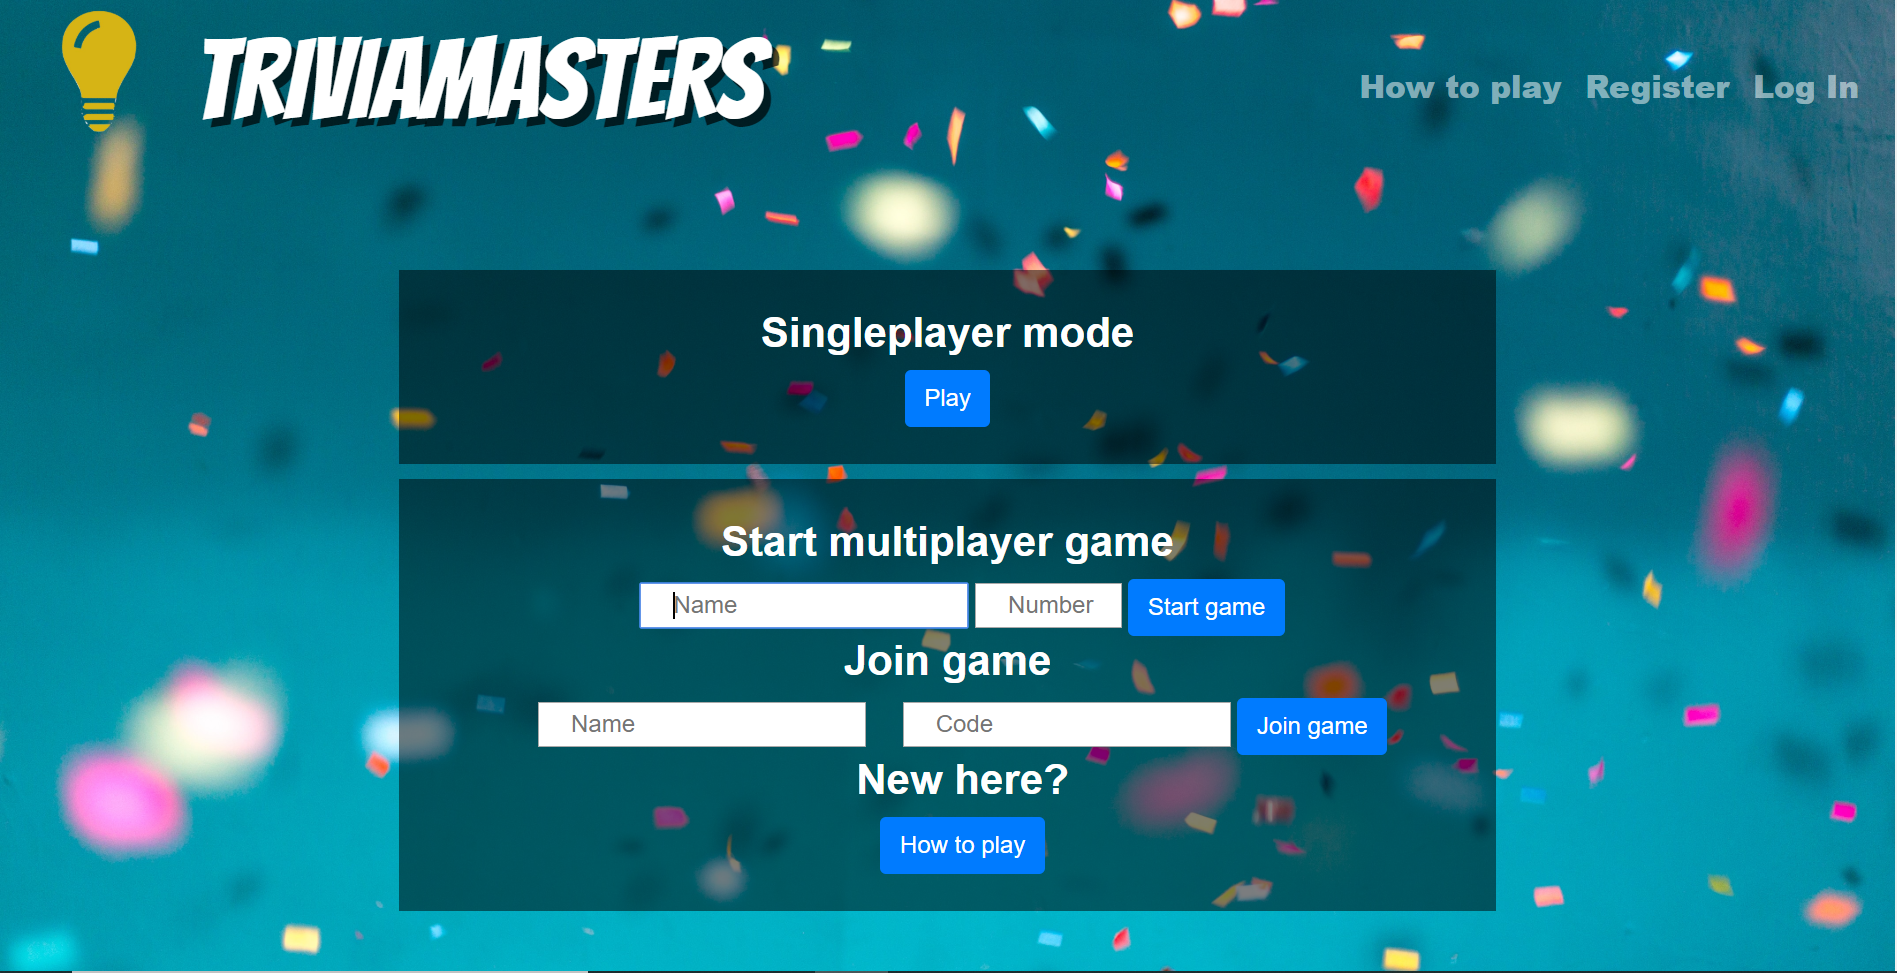 TRIVIAMASTERS
How to play Register Log In
Singleplayer mode
Play
Start multiplayer game
Name Number Start game
Join game
Name Code Join game
New here?
How to play